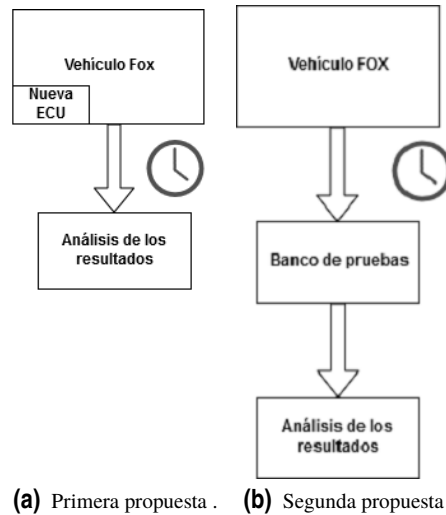 Vehículo Fox
Nueva
ECU
Análisis de los
resultados
(a) Primera propuesta .
Vehículo FOX
Banco de pruebas
Análisis de los
resultados
(b) Segunda propuesta